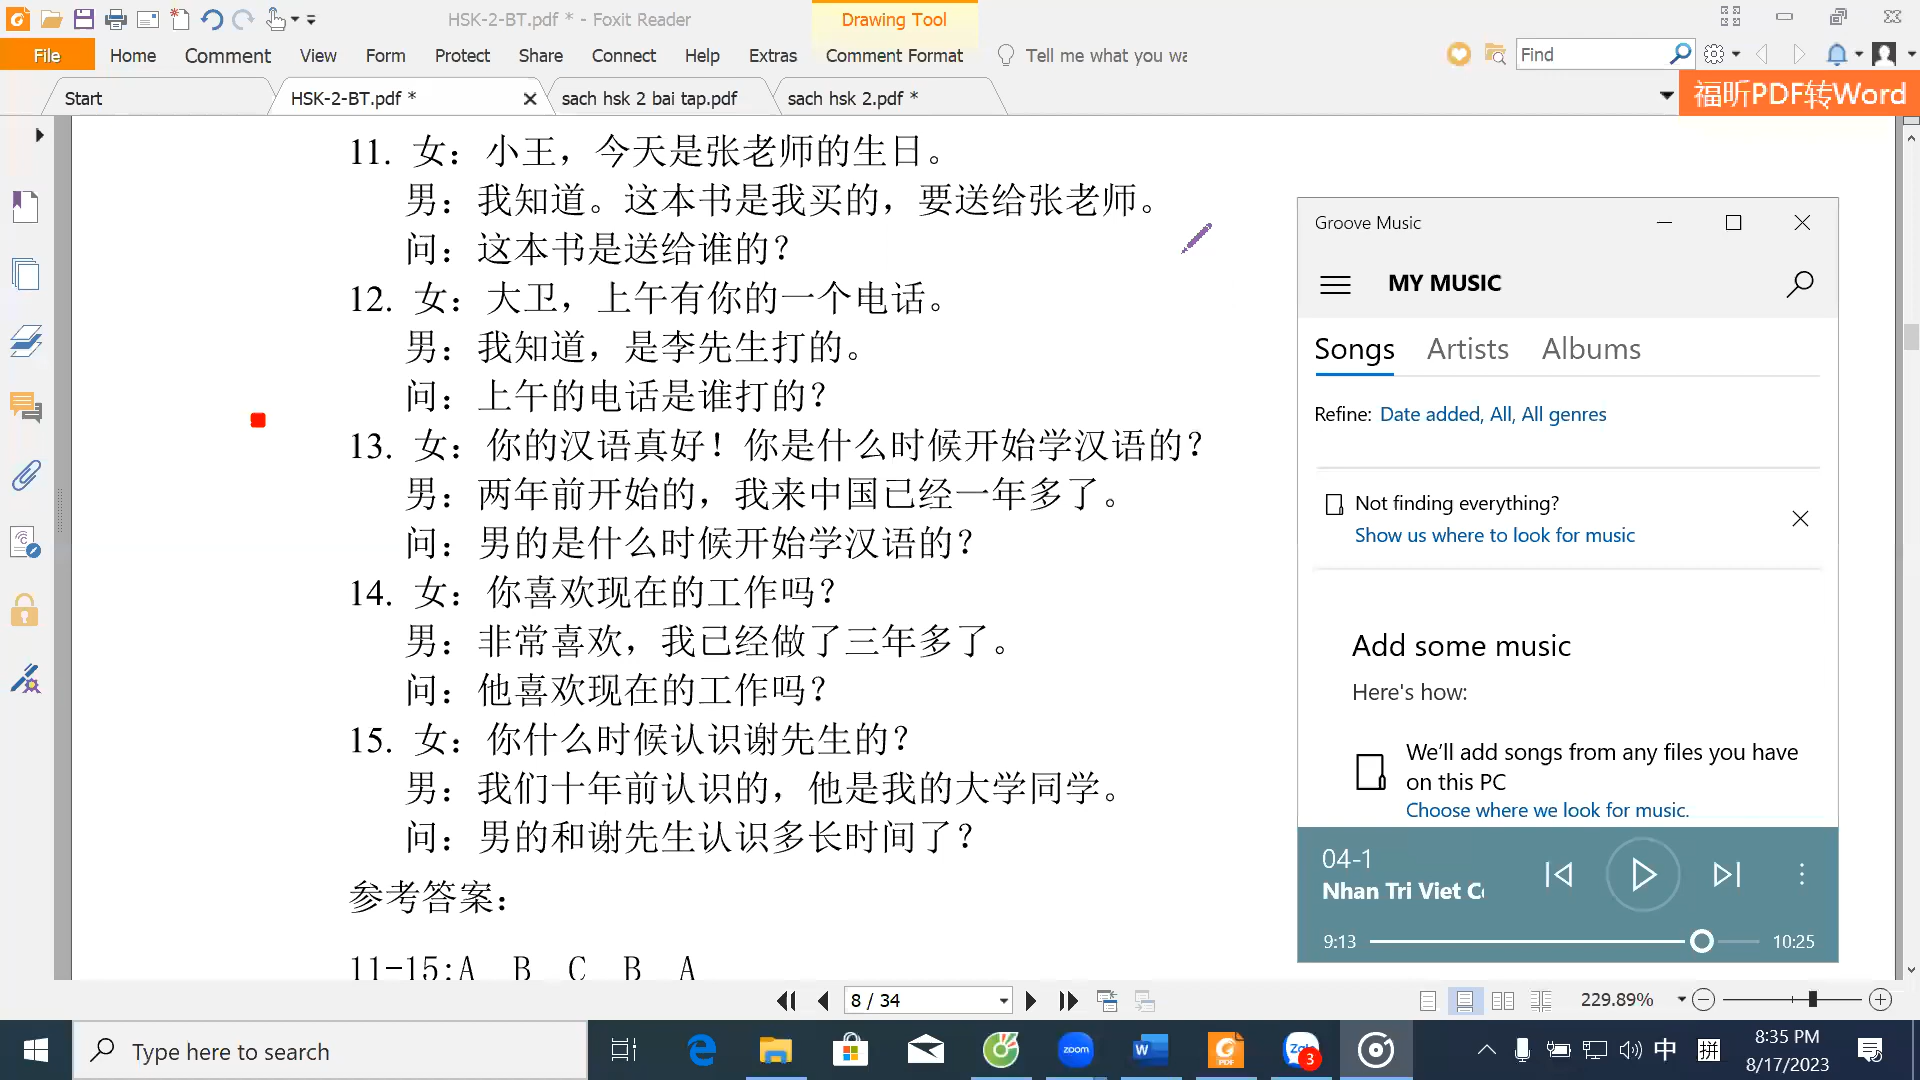 HSK-2-BT.pdf * - Foxit Reader
Drawing Tool
File Home Comment View Form Protect Share Connect Help Extras Comment Format Tell me what you wa Find
Start HSK-2-BT.pdf * sach hsk 2 bai tap.pdf sach hsk 2.pdf *
福昕PDF转Word
11. 女：小王，今天是张老师的生日。
男：我知道。这本书是我买的，要送给张老师。
问：这本书是送给谁的？
12. 女：大卫，上午有你的一个电话。
男：我知道，是李先生打的。
问：上午的电话是谁打的？
13. 女：你的汉语真好！你是什么时候开始学汉语的？
男：两年前开始的，我来中国已经一年多了。
问：男的是什么时候开始学汉语的？
14. 女：你喜欢现在的工作吗？
男：非常喜欢，我已经做了三年多了。
问：他喜欢现在的工作吗？
15. 女：你什么时候认识谢先生的？
男：我们十年前认识的，他是我的大学同学。
问：男的和谢先生认识多长时间了？
参考答案：
11-15:A B C B A
Groove Music
MY MUSIC
Songs Artists Albums
Refine: Date added, All, All genres
Not finding everything?
Show us where to look for music
Add some music
Here's how:
We'll add songs from any files you have
on this PC
Choose where we look for music.
04-1
Nhan Tri Viet Co
9:13 10:25
8 / 34
229.89%
Type here to search
zoom
W
PDF
Zalo
3
中
拼
8:35 PM
8/17/2023